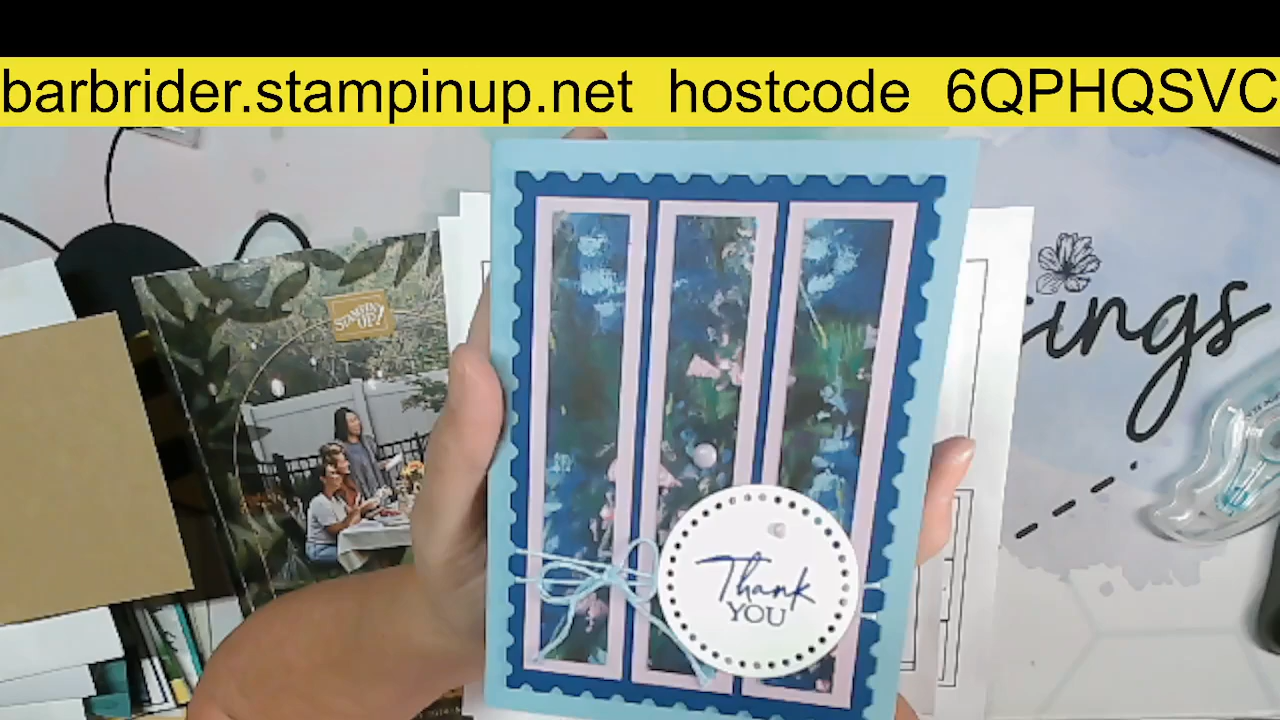 barbrider.stampinup.net hostcode 6QPHQSVC
STAMPIN'
UP!
ings
Thank
YOU